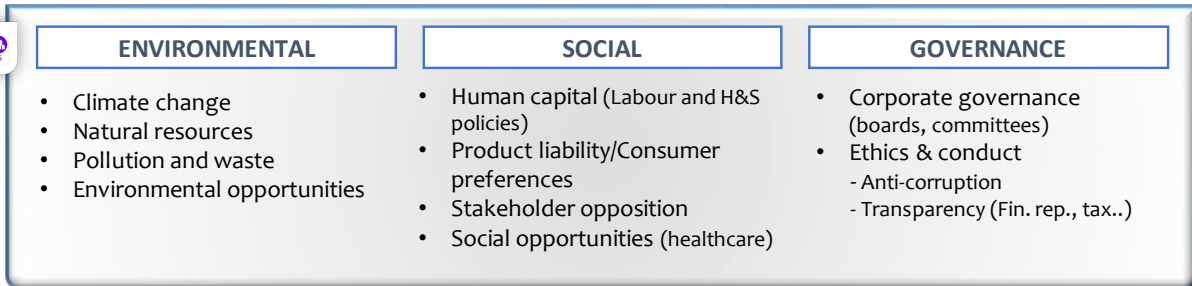 ENVIRONMENTAL
• Climate change
• Natural resources
• Pollution and waste
• Environmental opportunities
SOCIAL
• Human capital (Labour and H&S
policies)
• Product liability/Consumer
preferences
• Stakeholder opposition
• Social opportunities (healthcare)
GOVERNANCE
• Corporate governance
(boards, committees)
• Ethics & conduct
- Anti-corruption
- Transparency (Fin. rep., tax..)